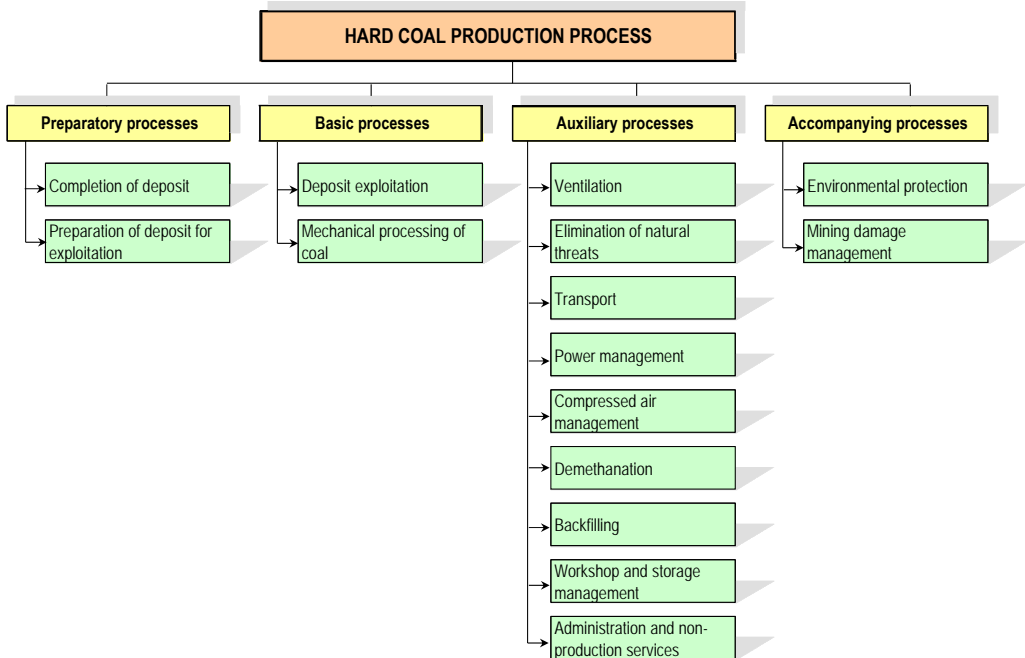 HARD COAL PRODUCTION PROCESS
Preparatory processes
Completion of deposit
Preparation of deposit for
exploitation
Basic processes
Deposit exploitation
Mechanical processing of
coal
Auxiliary processes
Ventilation
Elimination of natural
threats
Transport
Power management
Compressed air
management
Demethanation
Backfilling
Workshop and storage
management
Administration and non-
production services
Accompanying processes
Environmental protection
Mining damage
management